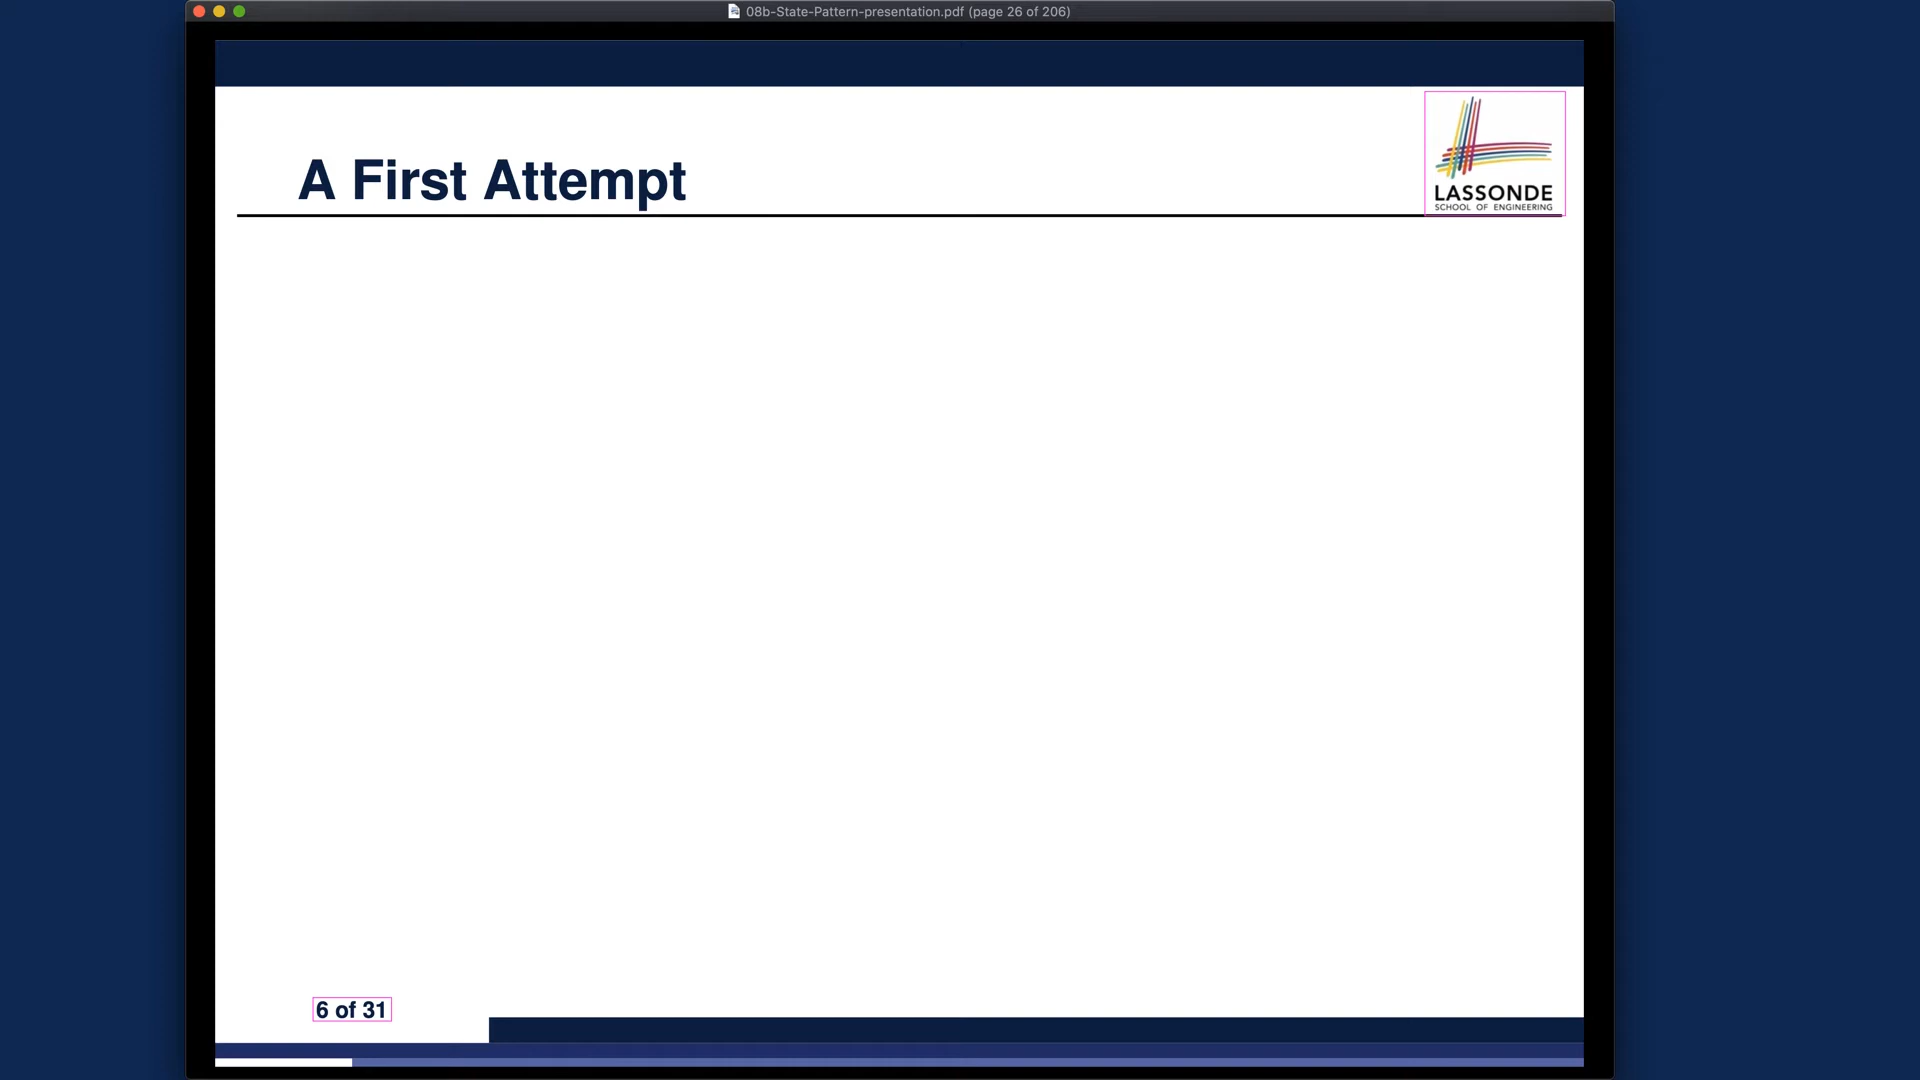 08b-State-Pattern-presentation.pdf (page 26 of 206)
A First Attempt
LASSONDE
SCHOOL OF ENGINEERING
6 of 31